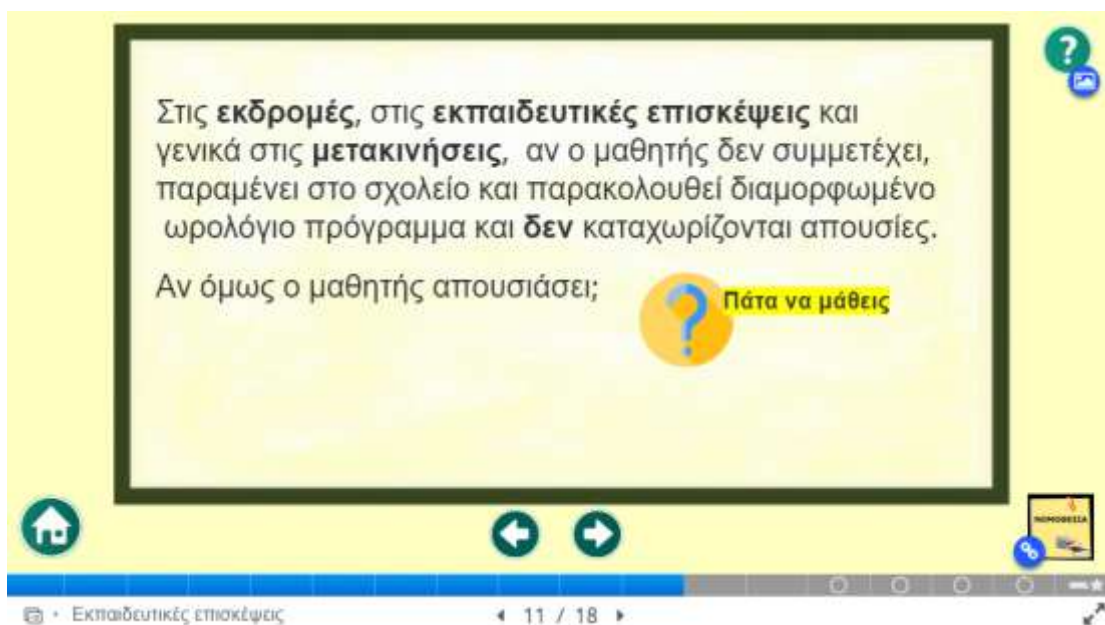 Στις εκδρομές, στις εκπαιδευτικές επισκέψεις και
γενικά στις μετακινήσεις, αν ο μαθητής δεν συμμετέχει,
παραμένει στο σχολείο και παρακολουθεί διαμορφωμένο
ωρολόγιο πρόγραμμα και δεν καταχωρίζονται απουσίες.
Αν όμως ο μαθητής απουσιάσει;
Πάτα να μάθεις
ΝΟΜΟΘΕΣΙΑ
Εκπαιδευτικές επισκέψεις
11 / 18